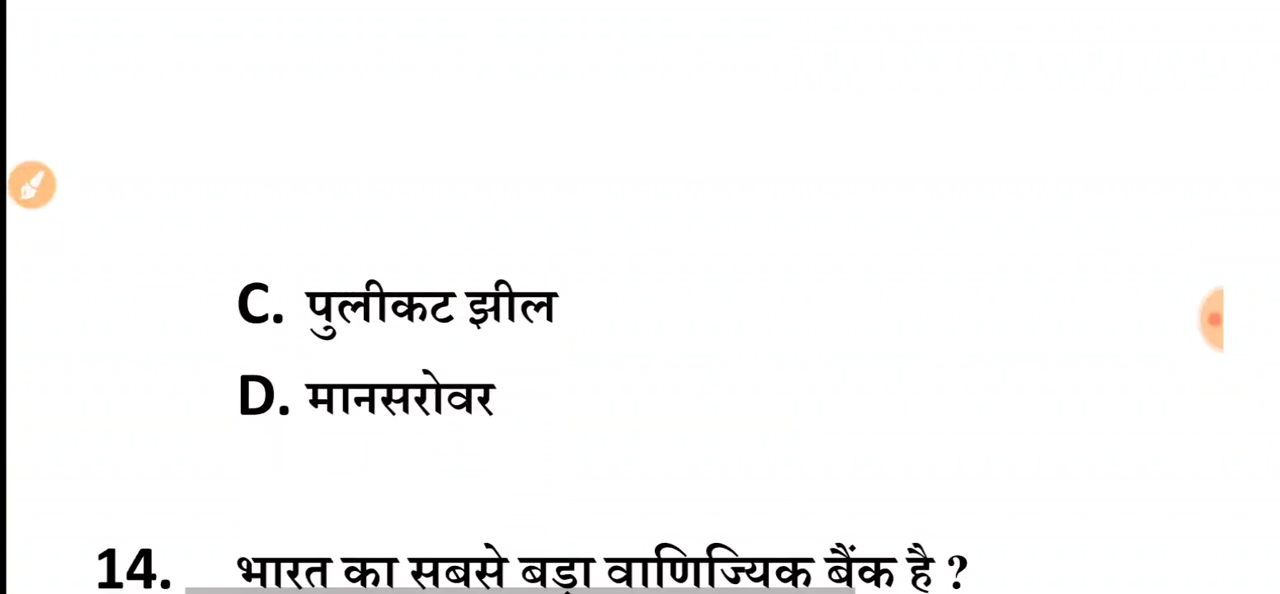 C. पुलीकट झील
D. मानसरोवर
14. भारत का सबसे बड़ा वाणिज्यिक बैंक है ?